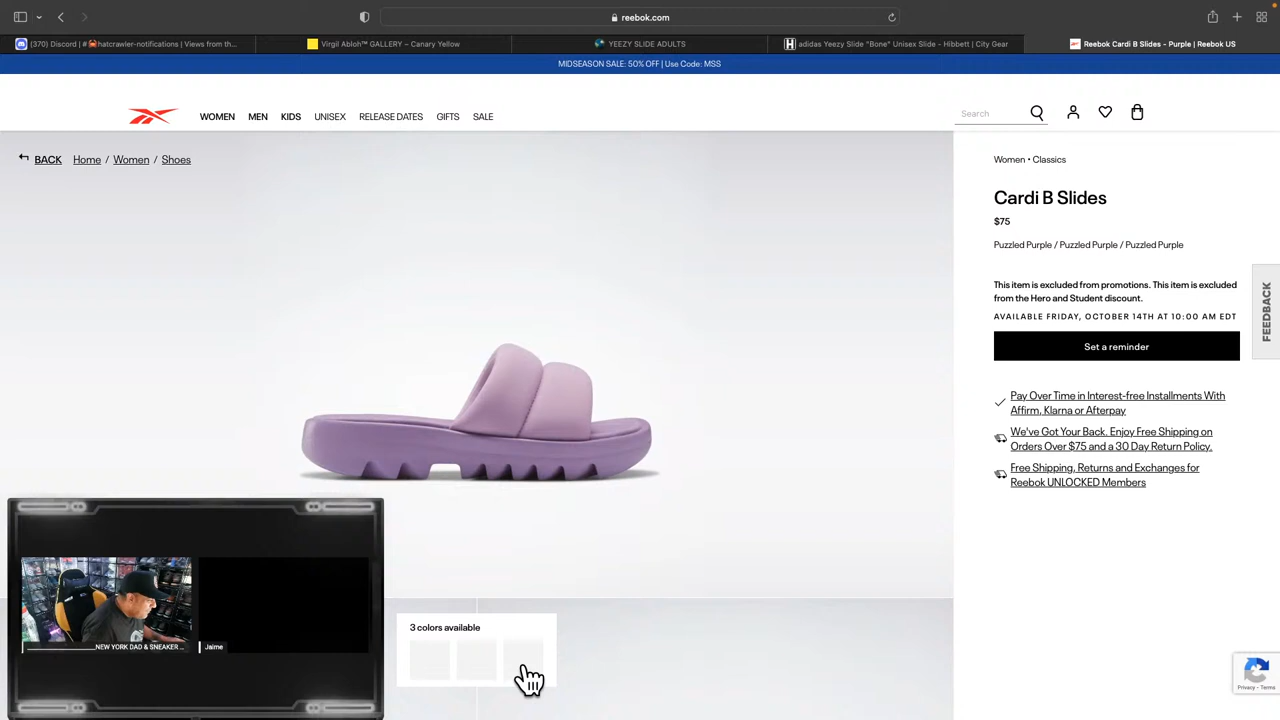 reebok.com
(370) Discord | #🦀hatcrawler-notifications | Views from th...
Virgil Abloh™ GALLERY – Canary Yellow
YEEZY SLIDE ADULTS
adidas Yeezy Slide "Bone" Unisex Slide - Hibbett | City Gear
Reebok Cardi B Slides - Purple | Reebok US
MIDSEASON SALE: 50% OFF | Use Code: MSS
WOMEN MEN KIDS UNISEX RELEASE DATES GIFTS SALE
Search
BACK Home / Women / Shoes
Women • Classics
Cardi B Slides
$75
Puzzled Purple / Puzzled Purple / Puzzled Purple
This item is excluded from promotions. This item is excluded
from the Hero and Student discount.
AVAILABLE FRIDAY, OCTOBER 14TH AT 10:00 AM EDT
Set a reminder
FEEDBACK
Pay Over Time in Interest-free Installments With
Affirm, Klarna or Afterpay
We've Got Your Back. Enjoy Free Shipping on
Orders Over $75 and a 30 Day Return Policy.
Free Shipping, Returns and Exchanges for
Reebok UNLOCKED Members
3 colors available
NEW YORK DAD & SNEAKER ...
Jaime
Privacy - Terms